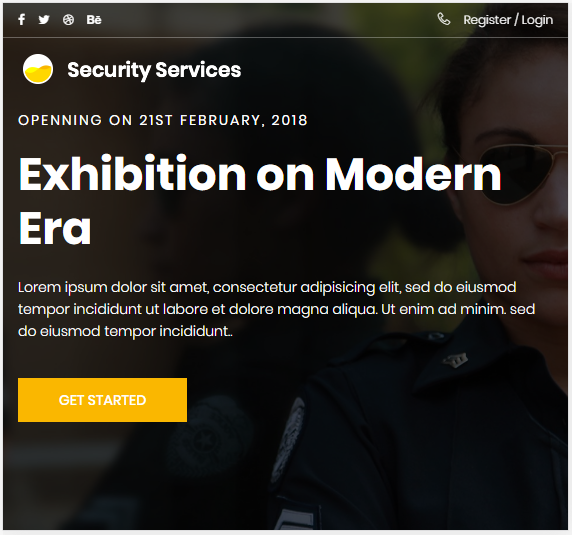 Bē Register / Login
Security Services
OPENNING ON 21ST FEBRUARY, 2018
Exhibition on Modern
Era
Lorem ipsum dolor sit amet, consectetur adipisicing elit, sed do eiusmod
tempor incididunt ut labore et dolore magna aliqua. Ut enim ad minim. sed
do eiusmod tempor incididunt..
GET STARTED